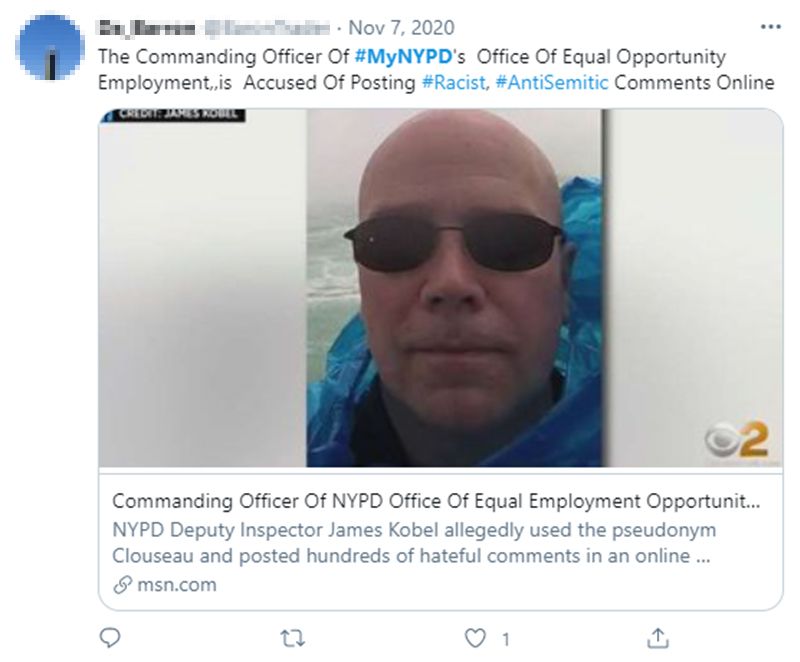 · Nov 7, 2020
The Commanding Officer Of #MyNYPD's Office Of Equal Opportunity
Employment,,is Accused Of Posting #Racist, #AntiSemitic Comments Online
CREDIT: JAMES KOBEL
2
Commanding Officer Of NYPD Office Of Equal Employment Opportunit...
NYPD Deputy Inspector James Kobel allegedly used the pseudonym
Clouseau and posted hundreds of hateful comments in an online ...
msn.com
1